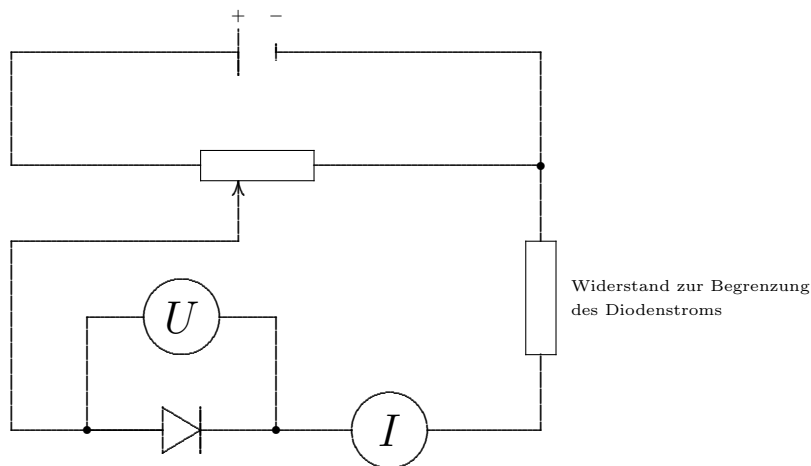 + −
U
Widerstand zur Begrenzung
des Diodenstroms
I